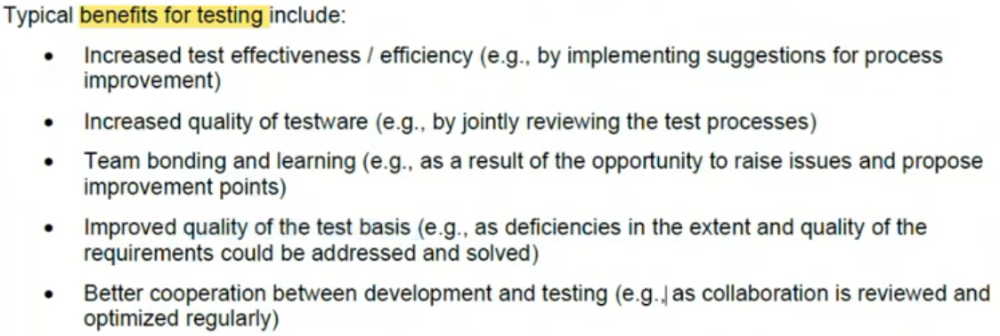 Typical benefits for testing include:
• Increased test effectiveness / efficiency (e.g., by implementing suggestions for process
improvement)
• Increased quality of testware (e.g., by jointly reviewing the test processes)
• Team bonding and learning (e.g., as a result of the opportunity to raise issues and propose
improvement points)
• Improved quality of the test basis (e.g., as deficiencies in the extent and quality of the
requirements could be addressed and solved)
• Better cooperation between development and testing (e.g., as collaboration is reviewed and
optimized regularly)